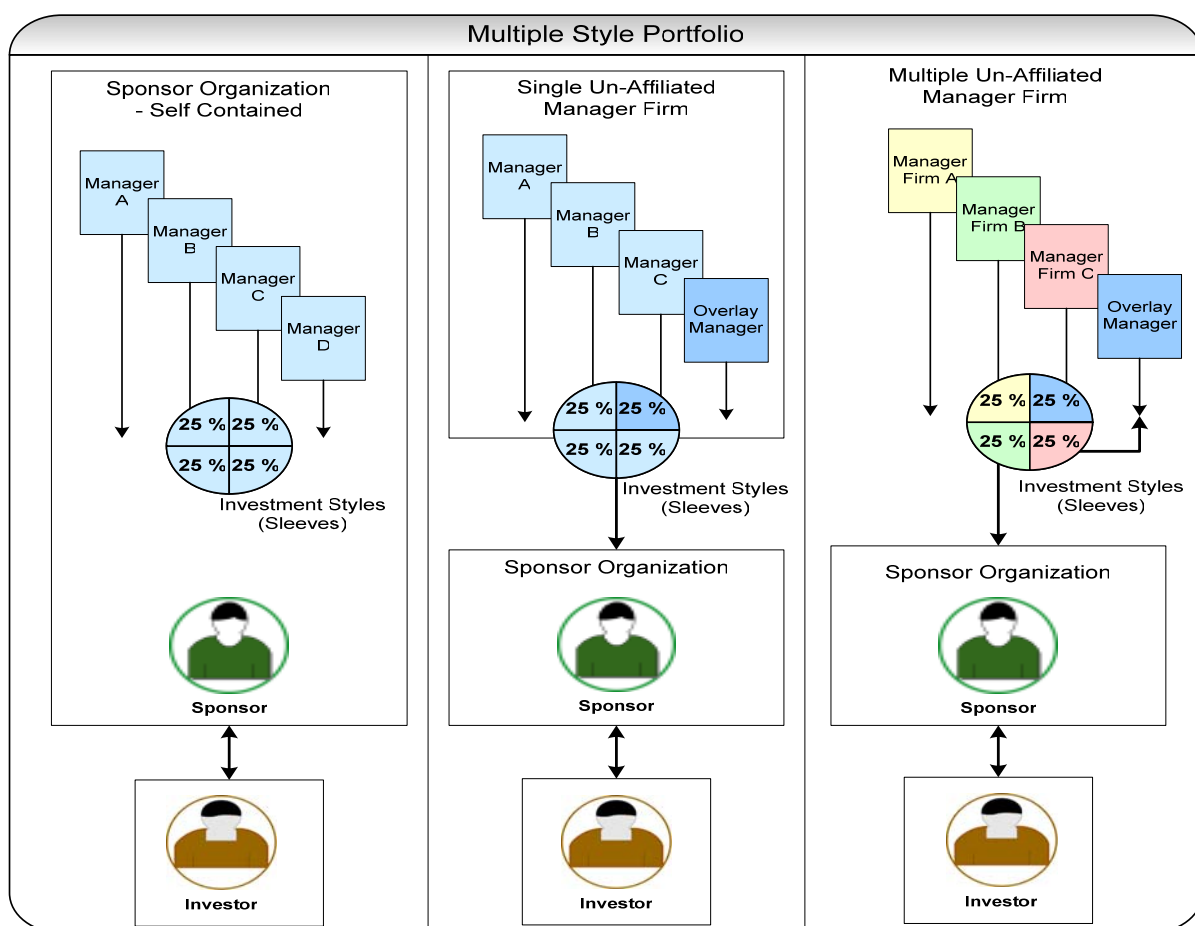 Multiple Style Portfolio
Sponsor Organization
- Self Contained
Manager
A
Manager
B
Manager
C
Manager
D
25 %
25 %
25 %
25 %
Investment Styles
(Sleeves)
Sponsor
Investor
Single Un-Affiliated
Manager Firm
Manager
A
Manager
B
Manager
C
Overlay
Manager
25 %
25 %
25 %
25 %
Investment Styles
(Sleeves)
Sponsor Organization
Sponsor
Investor
Multiple Un-Affiliated
Manager Firm
Manager
Firm A
Manager
Firm B
Manager
Firm C
Overlay
Manager
25 %
25 %
25 %
25 %
Investment Styles
(Sleeves)
Sponsor Organization
Sponsor
Investor